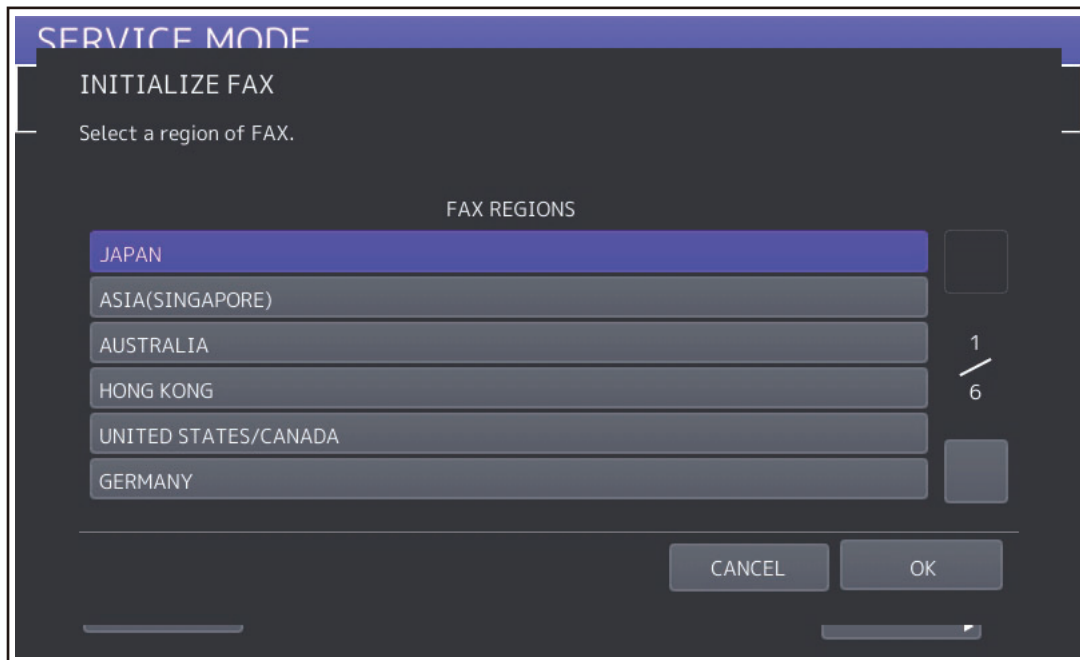 SERVICE MODE
INITIALIZE FAX
Select a region of FAX.
FAX REGIONS
JAPAN
ASIA(SINGAPORE)
AUSTRALIA
HONG KONG
UNITED STATES/CANADA
GERMANY
1
6
CANCEL
OK